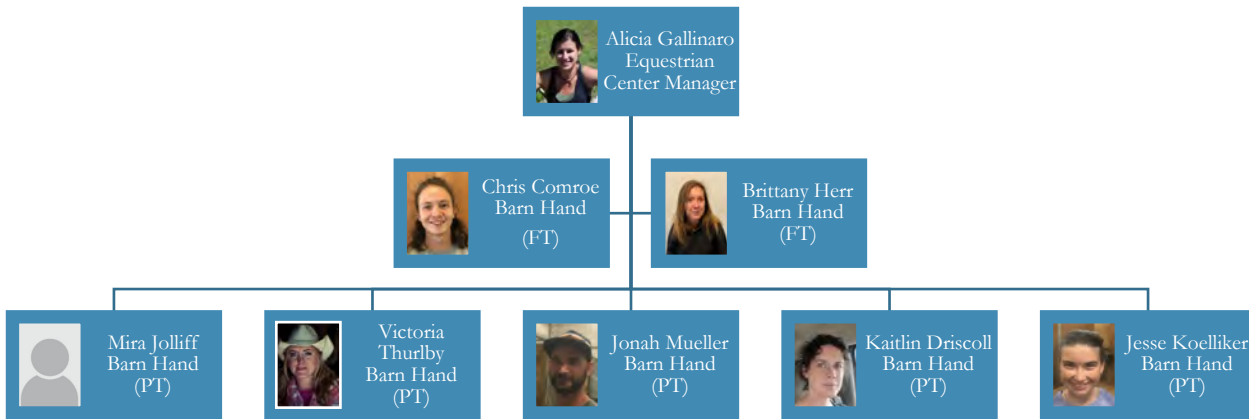 Alicia Gallinaro
Equestrian
Center Manager
Chris Comroe
Barn Hand
(FT)
Brittany Herr
Barn Hand
(FT)
Mira Jolliff
Barn Hand
(PT)
Victoria
Thurlby
Barn Hand
(PT)
Jonah Mueller
Barn Hand
(PT)
Kaitlin Driscoll
Barn Hand
(PT)
Jesse Koelliker
Barn Hand
(PT)